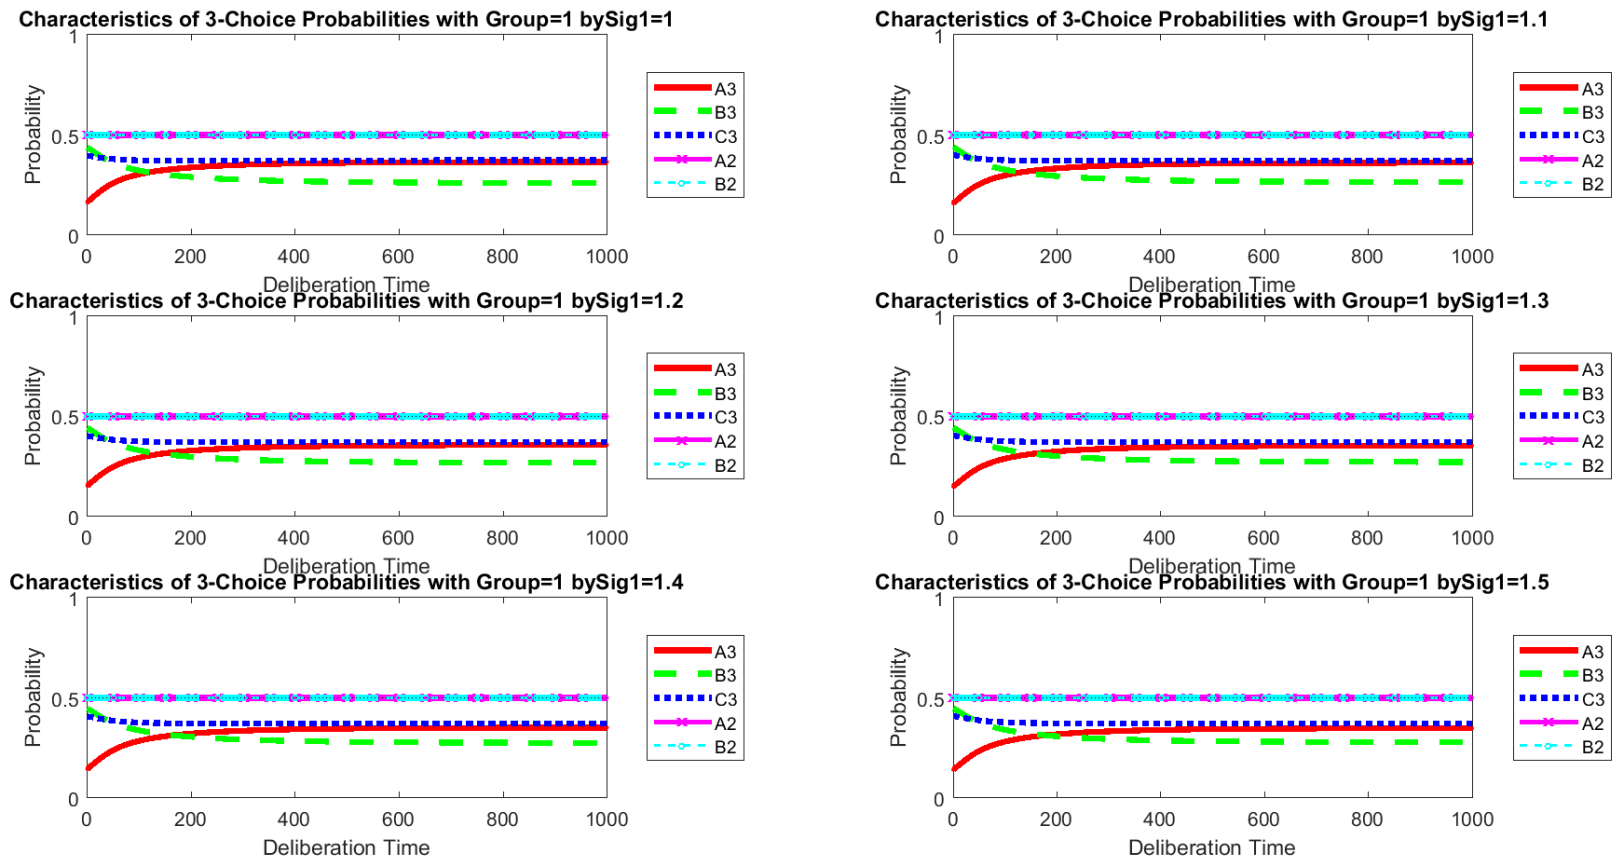 Characteristics of 3-Choice Probabilities with Group=1 bySig1=1
1
0.5
0
Probability
0 200 400 600 800 1000
Deliberation Time
A3
B3
C3
A2
B2
Characteristics of 3-Choice Probabilities with Group=1 bySig1=1.1
1
0.5
0
Probability
0 200 400 600 800 1000
Deliberation Time
A3
B3
C3
A2
B2
Characteristics of 3-Choice Probabilities with Group=1 bySig1=1.2
1
0.5
0
Probability
0 200 400 600 800 1000
Deliberation Time
A3
B3
C3
A2
B2
Characteristics of 3-Choice Probabilities with Group=1 bySig1=1.3
1
0.5
0
Probability
0 200 400 600 800 1000
Deliberation Time
A3
B3
C3
A2
B2
Characteristics of 3-Choice Probabilities with Group=1 bySig1=1.4
1
0.5
0
Probability
0 200 400 600 800 1000
Deliberation Time
A3
B3
C3
A2
B2
Characteristics of 3-Choice Probabilities with Group=1 bySig1=1.5
1
0.5
0
Probability
0 200 400 600 800 1000
Deliberation Time
A3
B3
C3
A2
B2